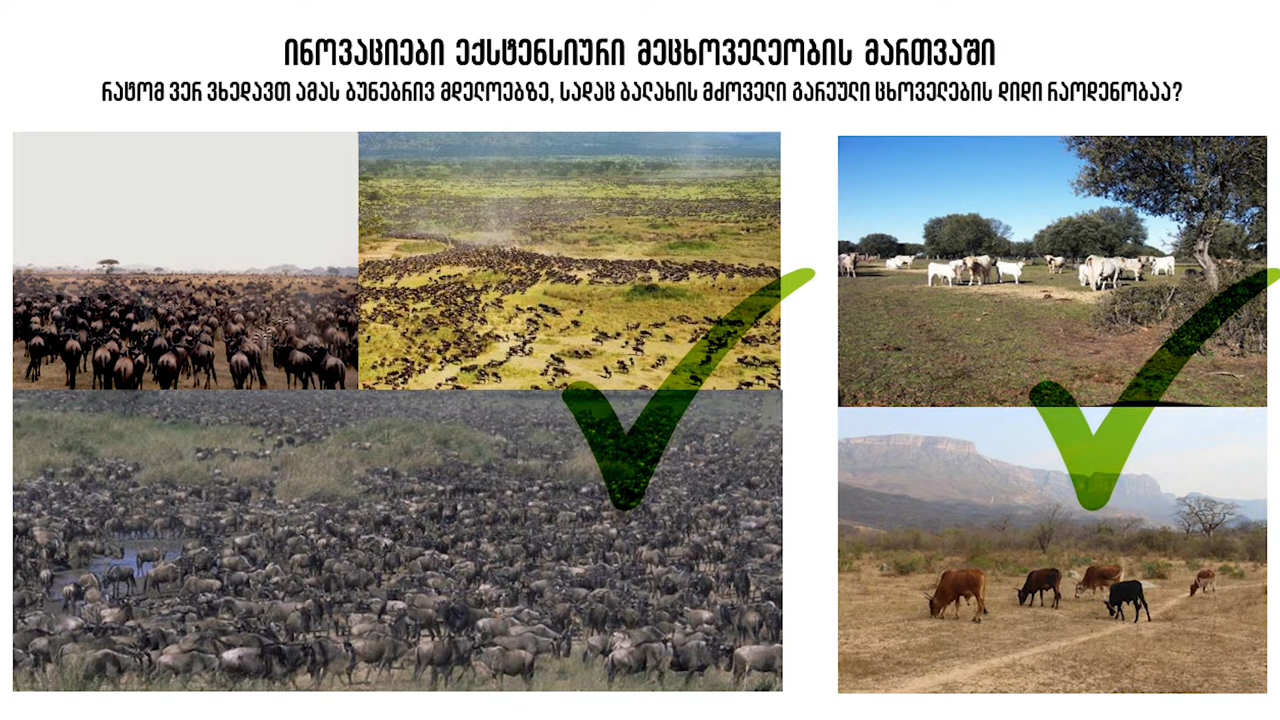 ინოვაციები ექსტენსიური მეცხოველეობის მართვაში
რატომ ვერ ვხედავთ ამას ბუნებრივ მდელოებზე, სადაც ბალახის მძოველი გარეული ცხოველების დიდი რაოდენობაა?